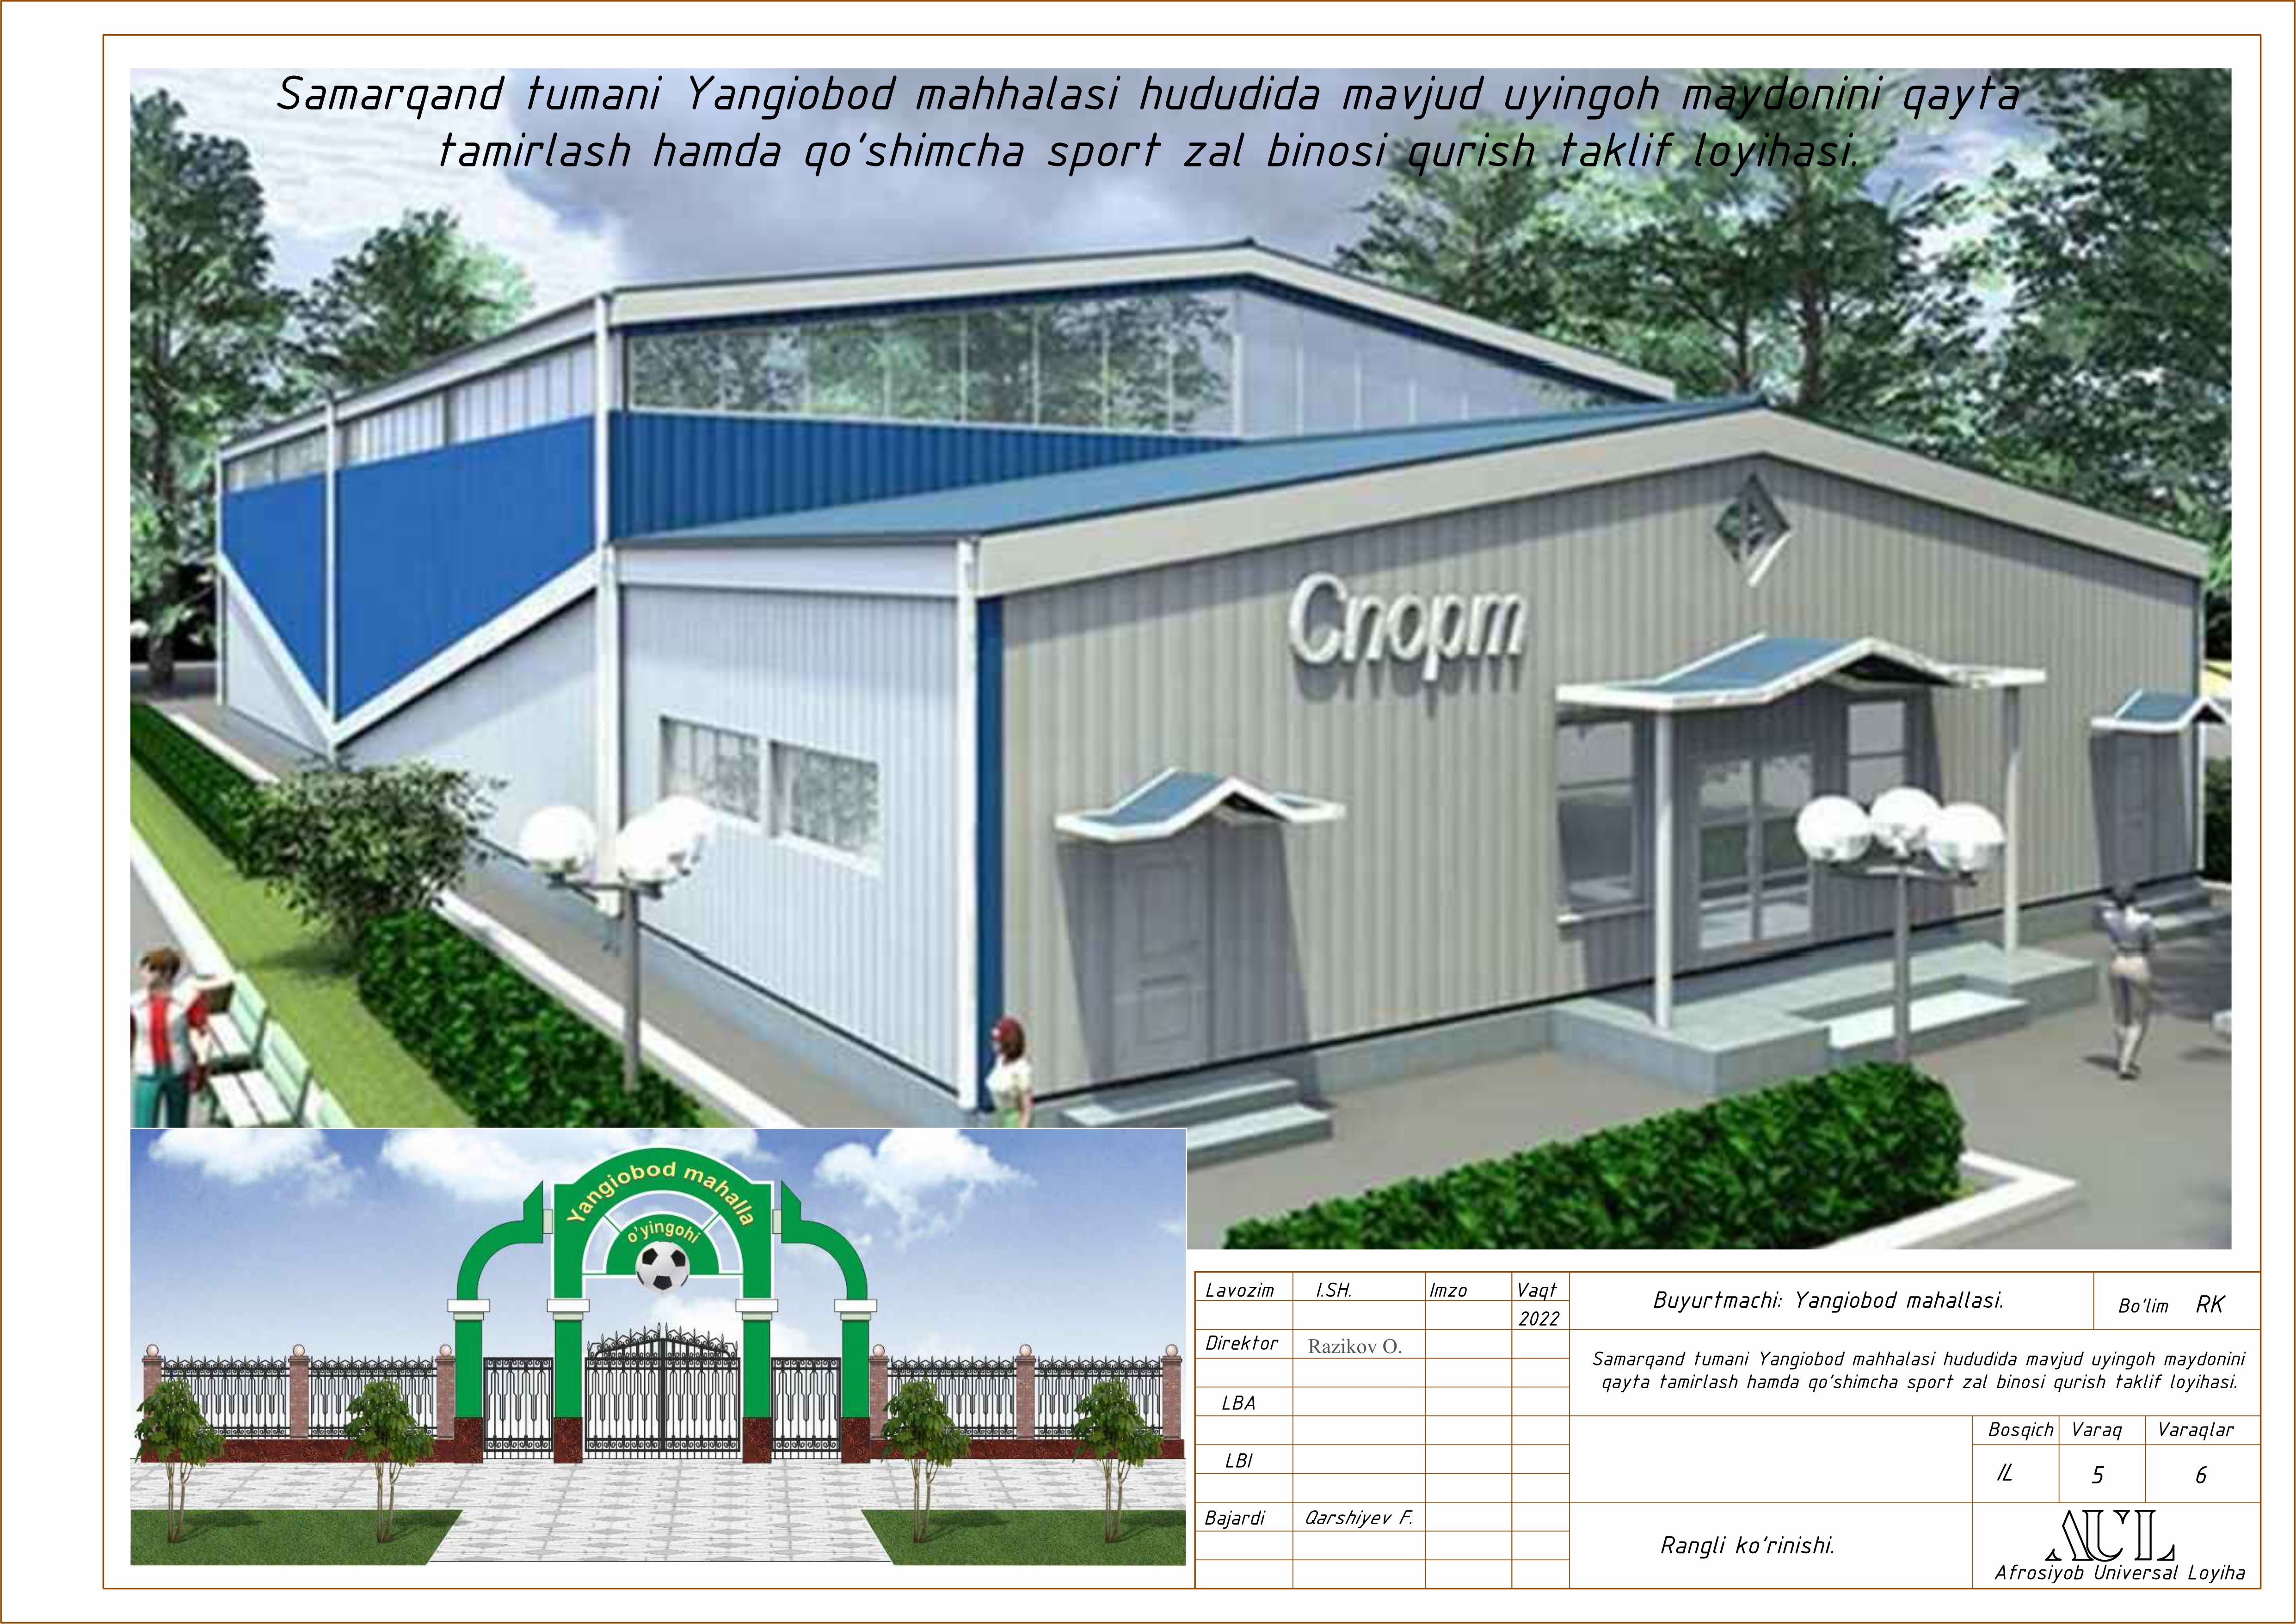 Samarqand tumani Yangiobod mahhalasi hududida mavjud uyingoh maydonini qayta
tamirlash hamda qo'shimcha sport zal binosi qurish taklif loyihasi.
Спорт
Yangiobod mahalla
o'yingohi
Lavozim I.SH. Imzo Vaqt
2022
Direktor Razikov O.
LBA
LBI
Bajardi Qarshiyev F.
Buyurtmachi: Yangiobod mahallasi.
Bo'lim RK
Samarqand tumani Yangiobod mahhalasi hududida mavjud uyingoh maydonini
qayta tamirlash hamda qo'shimcha sport zal binosi qurish taklif loyihasi.
Bosqich Varaq Varaqlar
IL 5 6
Rangli ko'rinishi.
AUL
Afrosiyob Universal Loyiha